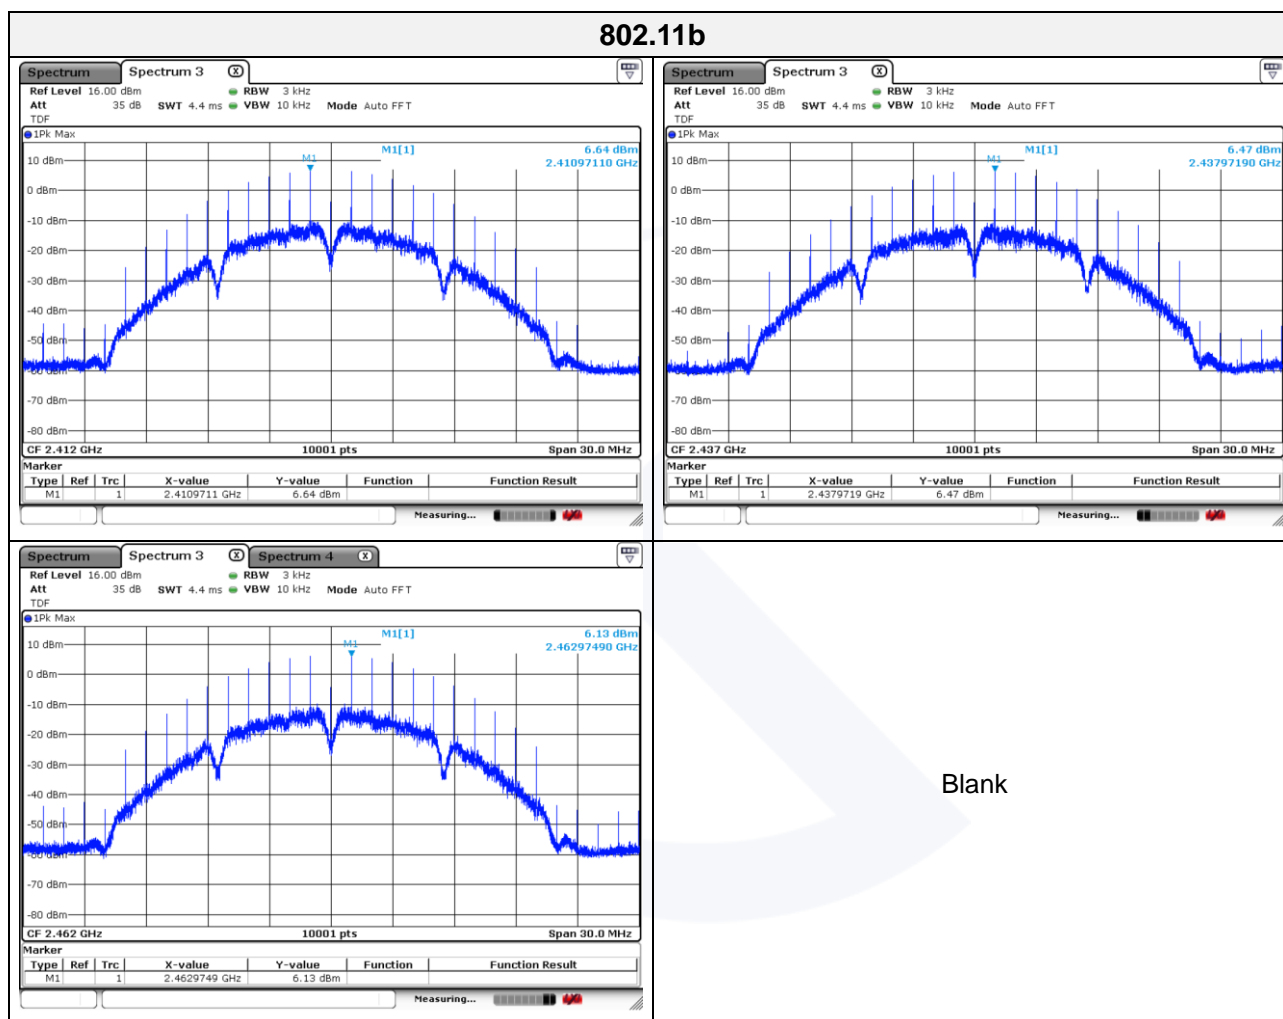 802.11b
Spectrum Spectrum 3 X
Ref Level 16.00 dBm RBW 3 kHz
Att 35 dB SWT 4.4 ms VBW 10 kHz Mode Auto FFT
TDF
1Pk Max
M1[1] 6.64 dBm
2.41097110 GHz
M1
10 dBm
0 dBm
-10 dBm
-20 dBm
-30 dBm
-40 dBm
-50 dBm
-60 dBm
-70 dBm
-80 dBm
CF 2.412 GHz 10001 pts Span 30.0 MHz
Marker
Type Ref Trc X-value Y-value Function Function Result
M1 1 2.4109711 GHz 6.64 dBm
Measuring...
Spectrum Spectrum 3 X
Ref Level 16.00 dBm RBW 3 kHz
Att 35 dB SWT 4.4 ms VBW 10 kHz Mode Auto FFT
TDF
1Pk Max
M1[1] 6.47 dBm
2.43797190 GHz
M1
10 dBm
0 dBm
-10 dBm
-20 dBm
-30 dBm
-40 dBm
-50 dBm
-60 dBm
-70 dBm
-80 dBm
CF 2.437 GHz 10001 pts Span 30.0 MHz
Marker
Type Ref Trc X-value Y-value Function Function Result
M1 1 2.4379719 GHz 6.47 dBm
Measuring...
Spectrum Spectrum 3 X Spectrum 4 X
Ref Level 16.00 dBm RBW 3 kHz
Att 35 dB SWT 4.4 ms VBW 10 kHz Mode Auto FFT
TDF
1Pk Max
M1[1] 6.13 dBm
2.46297490 GHz
M1
10 dBm
0 dBm
-10 dBm
-20 dBm
-30 dBm
-40 dBm
-50 dBm
-60 dBm
-70 dBm
-80 dBm
CF 2.462 GHz 10001 pts Span 30.0 MHz
Marker
Type Ref Trc X-value Y-value Function Function Result
M1 1 2.4629749 GHz 6.13 dBm
Measuring...
Blank